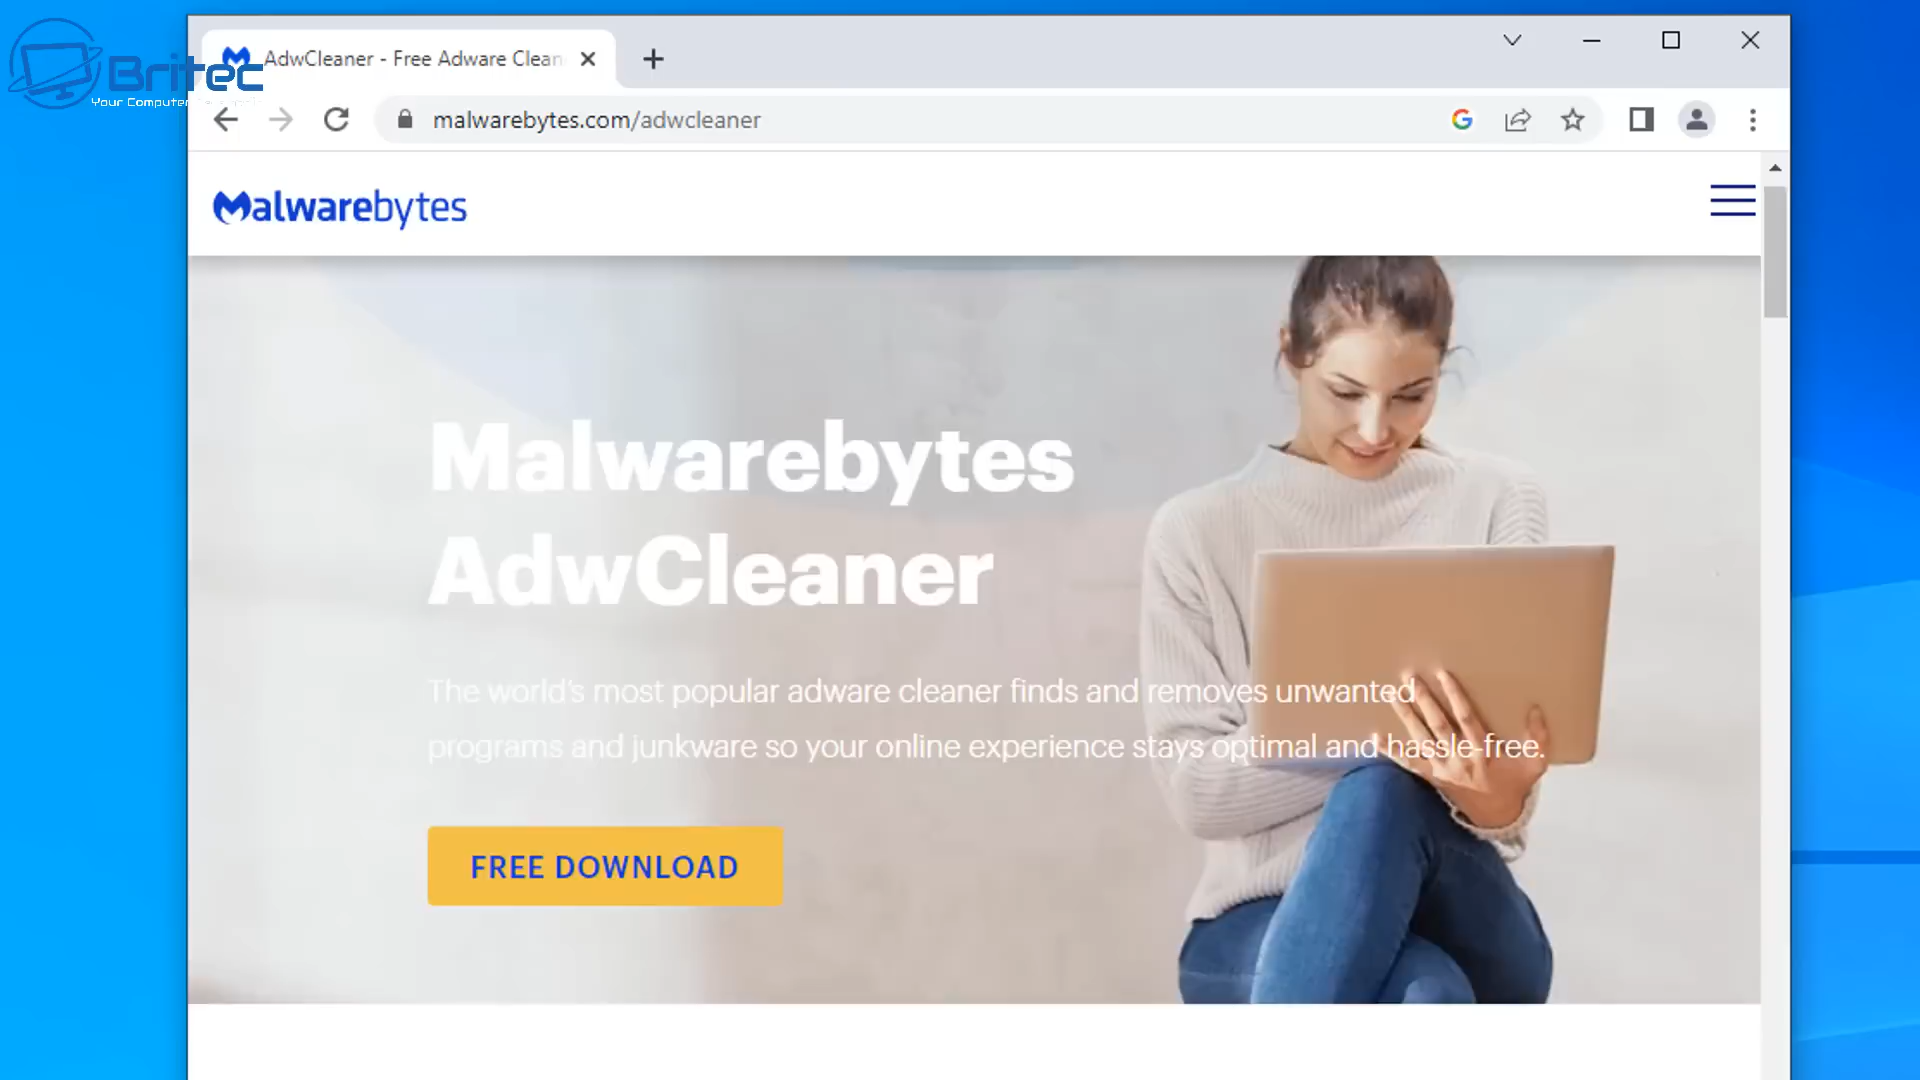 Britec
Your Computer
AdwCleaner - Free Adware Clean
malwarebytes.com/adwcleaner
Malwarebytes
Malwarebytes
AdwCleaner
The world's most popular adware cleaner finds and removes unwanted
programs and junkware so your online experience stays optimal and hassle-free.
FREE DOWNLOAD